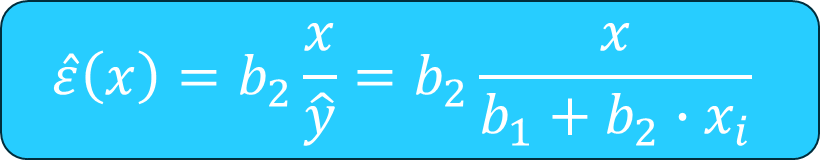 ε̂(x) = b₂ x/ŷ = b₂ x/(b₁ + b₂ · xᵢ)